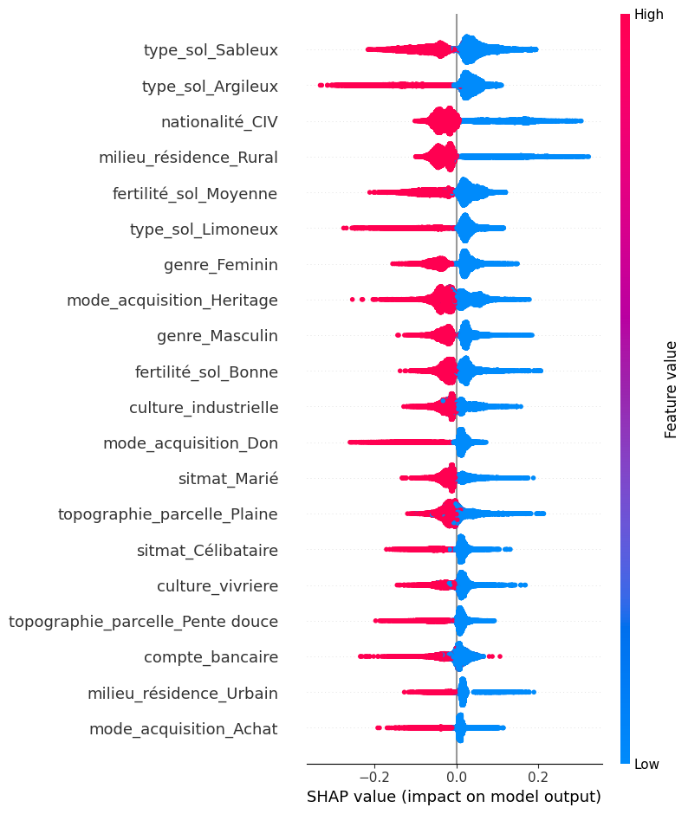 High
type_sol_Sableux
type_sol_Argileux
nationalité_CIV
milieu_résidence_Rural
fertilité_sol_Moyenne
type_sol_Limoneux
genre_Feminin
mode_acquisition_Heritage
genre_Masculin
fertilité_sol_Bonne
culture_industrielle
mode_acquisition_Don
sitmat_Marié
topographie_parcelle_Plaine
sitmat_Célibataire
culture_vivriere
topographie_parcelle_Pente douce
compte_bancaire
milieu_résidence_Urbain
mode_acquisition_Achat
Feature value
Low
−0.2 0.0 0.2
SHAP value (impact on model output)